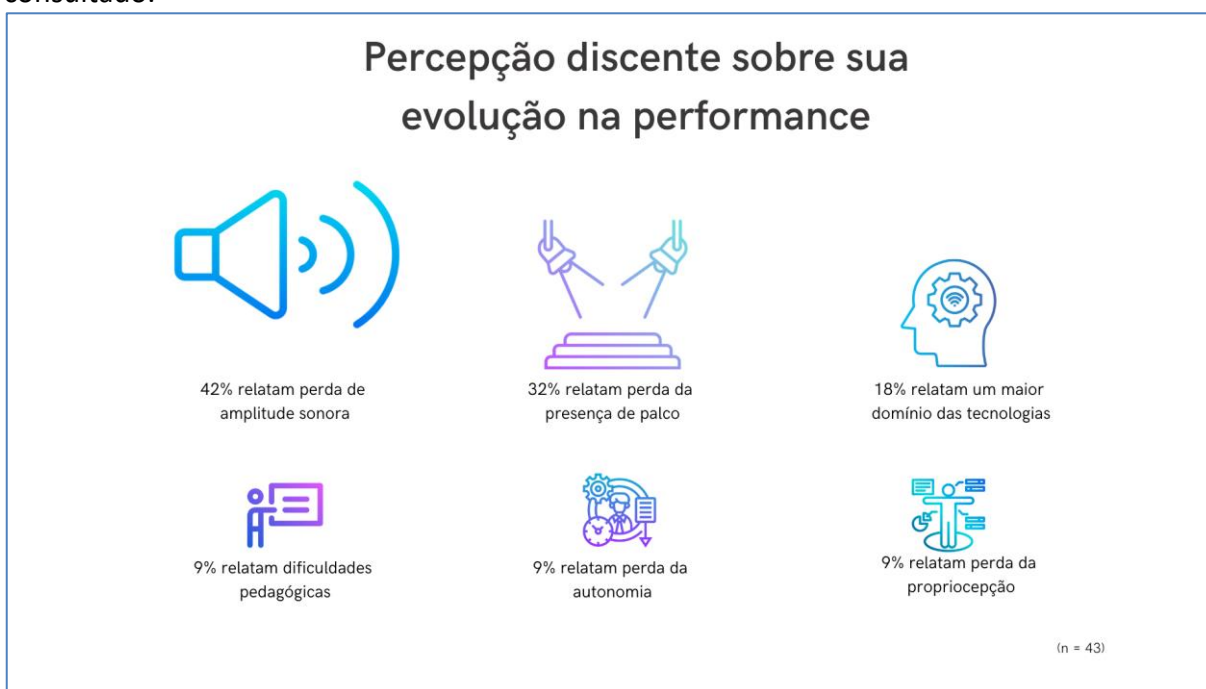 Percepção discente sobre sua
evolução na performance
42% relatam perda de
amplitude sonora
32% relatam perda da
presença de palco
18% relatam um maior
domínio das tecnologias
9% relatam dificuldades
pedagógicas
9% relatam perda da
autonomia
9% relatam perda da
propriocepção
(n = 43)